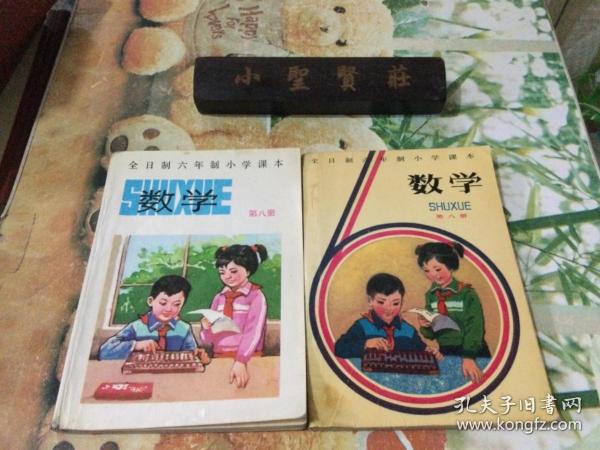 小聖賢莊
全日制六年制小学课本
SHUXUE
数学
第八册
全日制六年制小学课本
数学
SHUXUE
第八册
孔夫子旧书网
www.kongfz.com